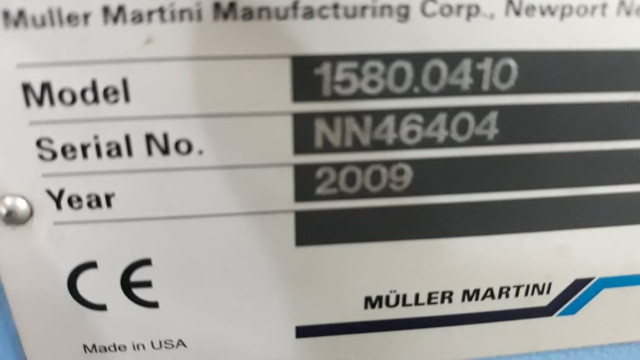 Muller Martini Manufacturing Corp., Newport Ne
Model 1580.0410
Serial No. NN46404
Year 2009
CE
MÜLLER MARTINI
Made in USA